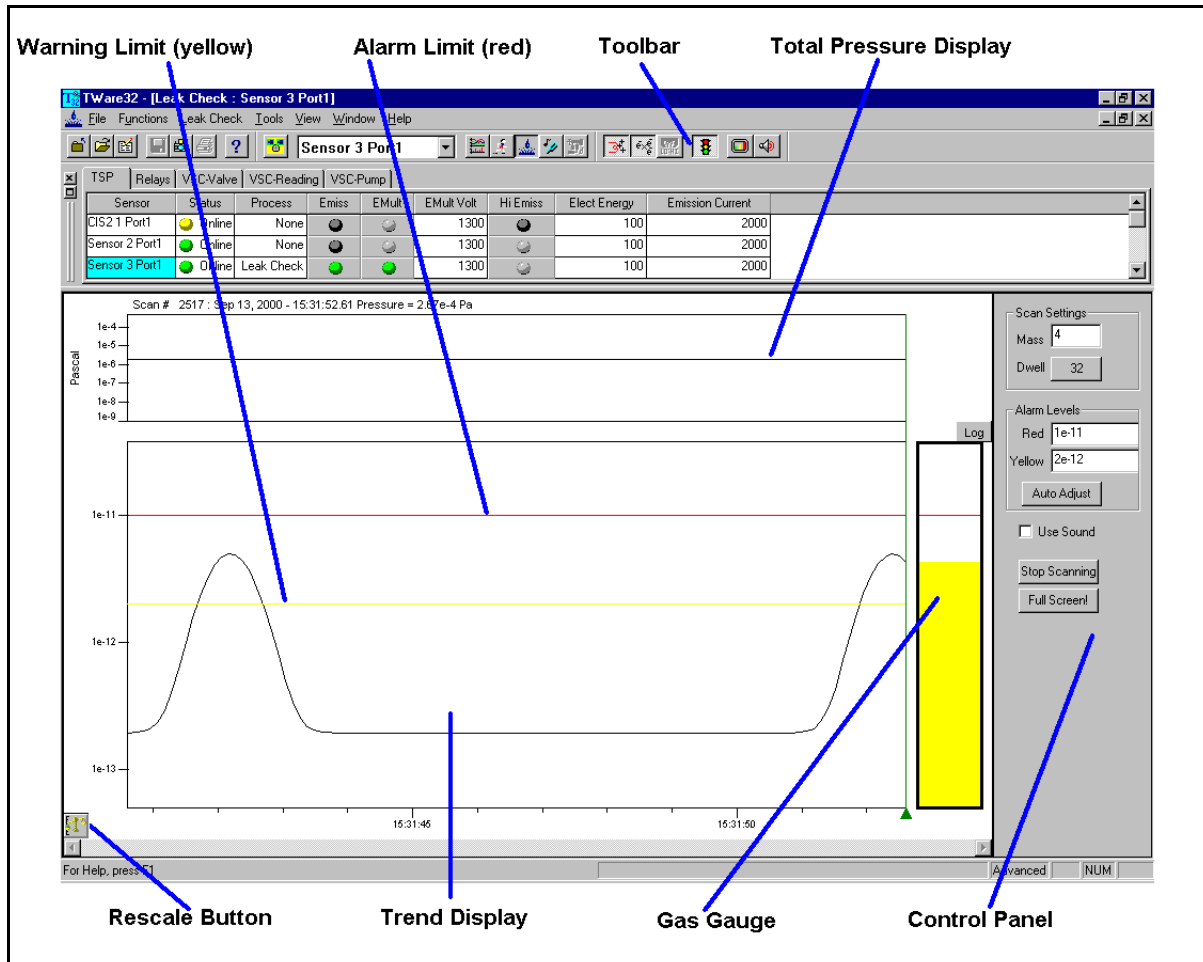 Warning Limit (yellow) Alarm Limit (red) Toolbar Total Pressure Display
TWare32 - [Leak Check : Sensor 3 Port1]
File Functions Leak Check Tools View Window Help
Sensor 3 Port1
TSP Relays VSC-Valve VSC-Reading VSC-Pump
Sensor Status Process Emiss EMult EMult Volt Hi Emiss Elect Energy Emission Current
CIS2 1 Port1 Online None 1300 100 2000
Sensor 2 Port1 Online None 1300 100 2000
Sensor 3 Port1 Online Leak Check 1300 100 2000
Scan # 2517 : Sep 13, 2000 - 15:31:52.61 Pressure = 2.67e-4 Pa
Pascal
1e-4
1e-5
1e-6
1e-7
1e-8
1e-9
Log
1e-11
1e-12
1e-13
15:31:45 15:31:50
Scan Settings
Mass 4
Dwell 32
Alarm Levels
Red 1e-11
Yellow 2e-12
Auto Adjust
Use Sound
Stop Scanning
Full Screen!
For Help, press F1 Advanced NUM
Rescale Button Trend Display Gas Gauge Control Panel